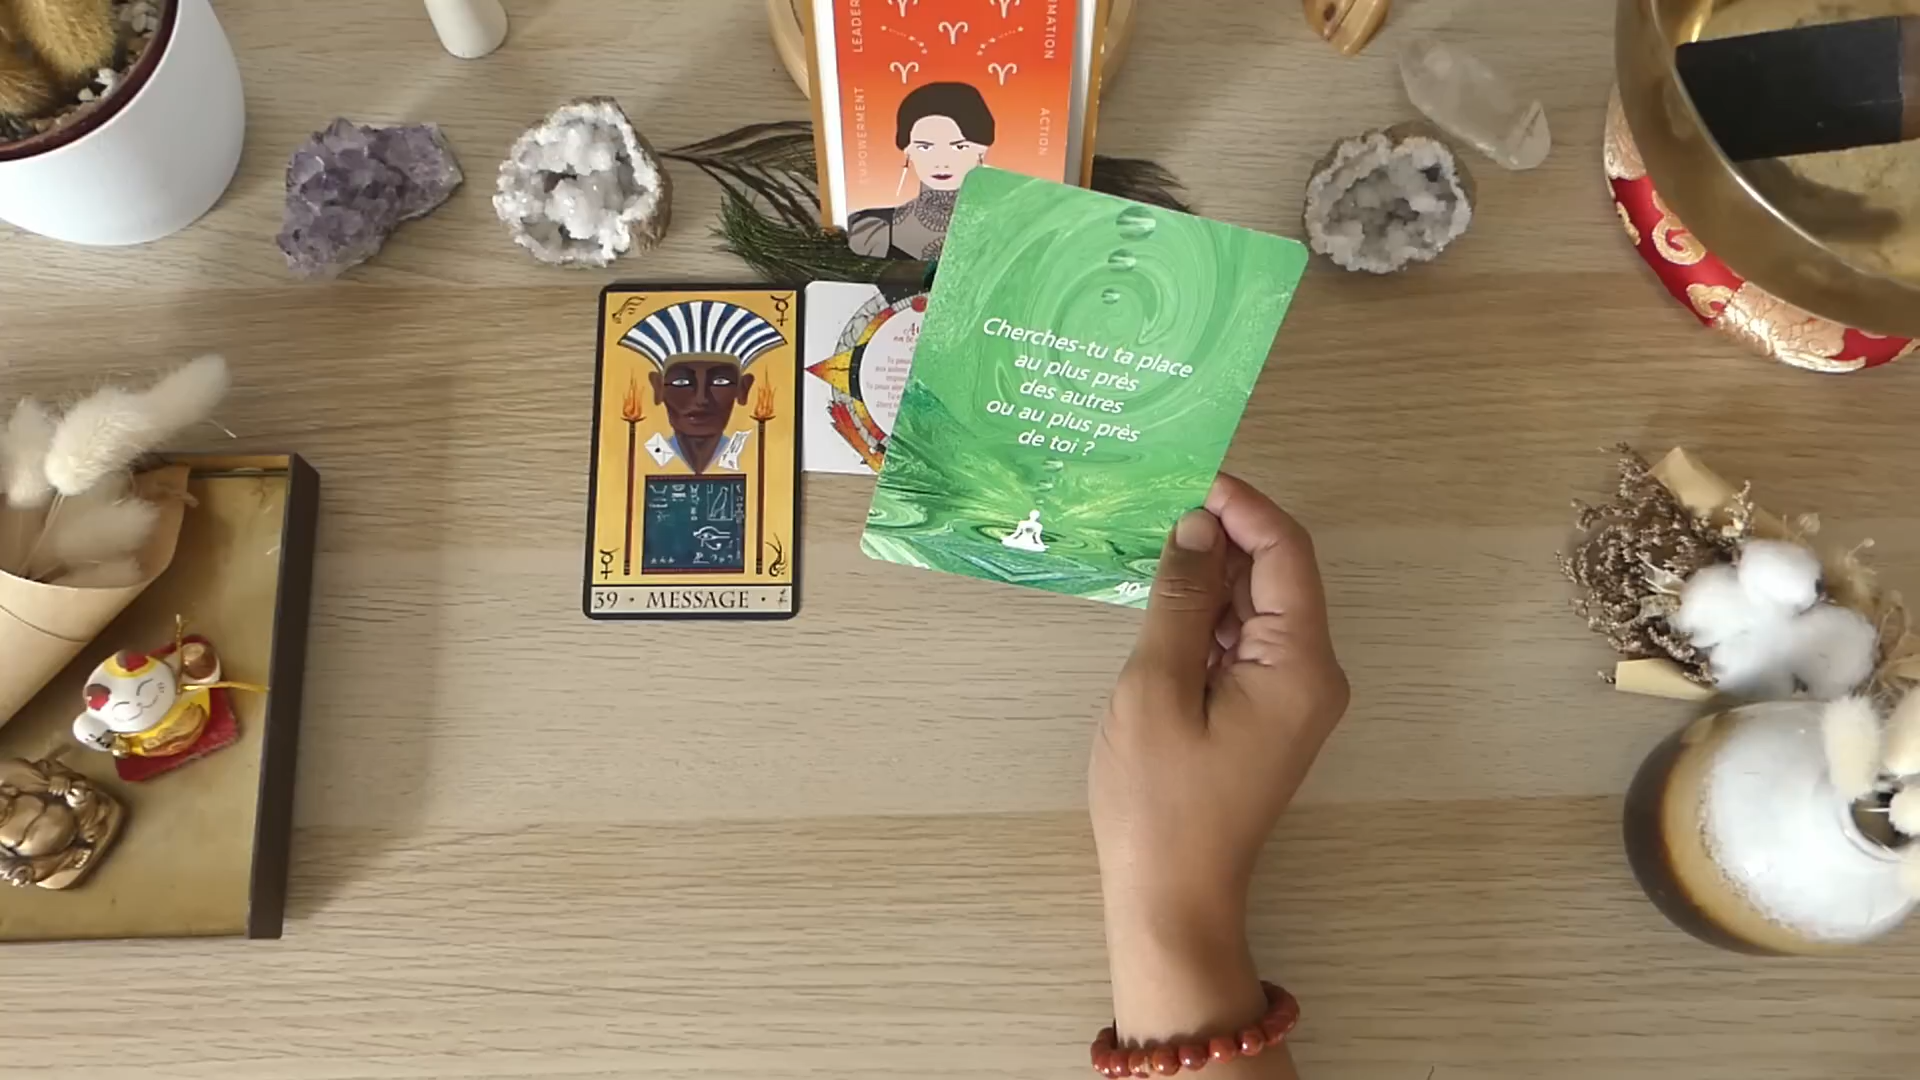 LEADER
EMPOWERMENT
ACTION
Cherches-tu ta place
au plus près
des autres
ou au plus près
de toi ?
40
39 • MESSAGE •